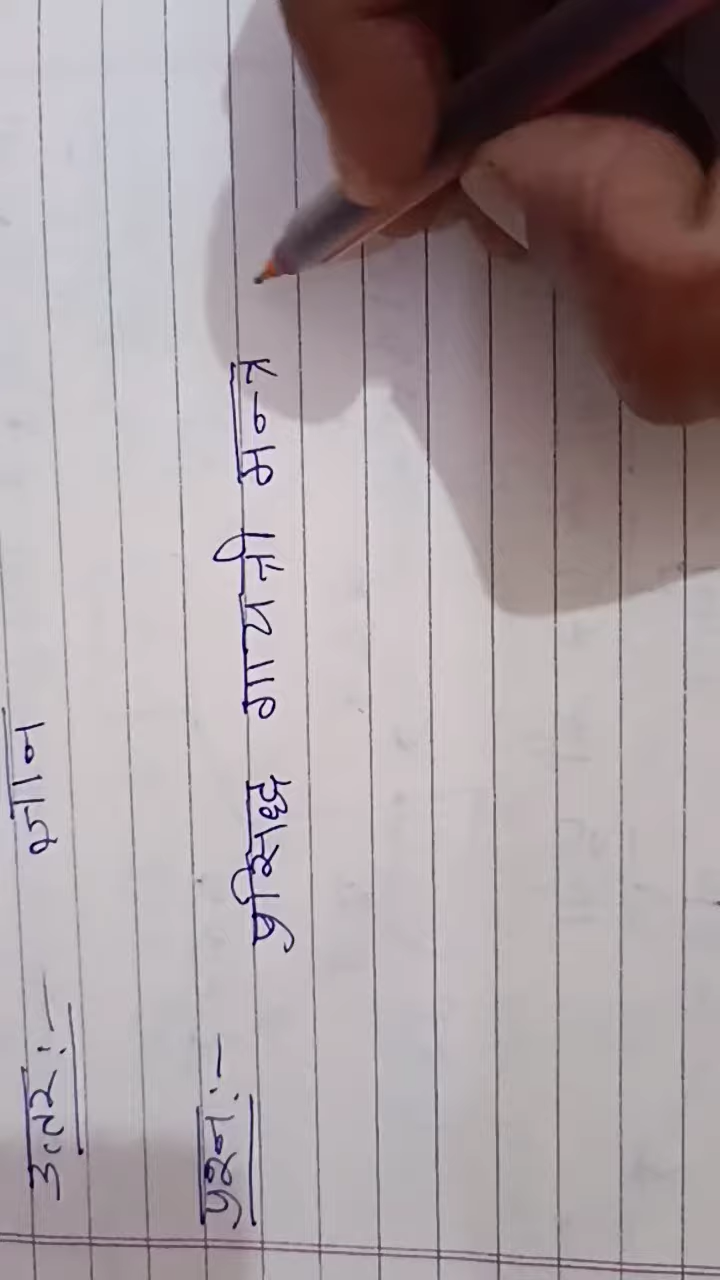 उत्तर :- ज्ञान
प्रश्न :- प्रसिद्ध गायत्री मन्त्र